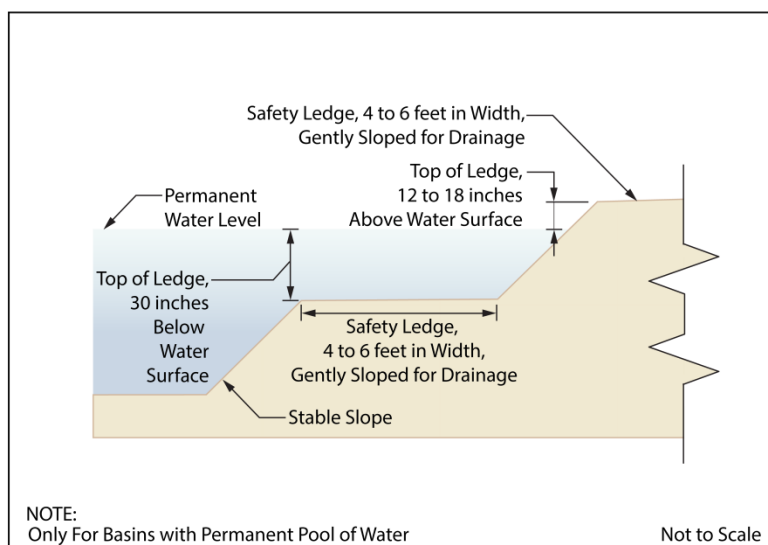 Safety Ledge, 4 to 6 feet in Width,
Gently Sloped for Drainage
Top of Ledge,
12 to 18 inches
Above Water Surface
Permanent
Water Level
Top of Ledge,
30 inches
Below
Water
Surface
Safety Ledge,
4 to 6 feet in Width,
Gently Sloped for Drainage
Stable Slope
NOTE:
Only For Basins with Permanent Pool of Water
Not to Scale